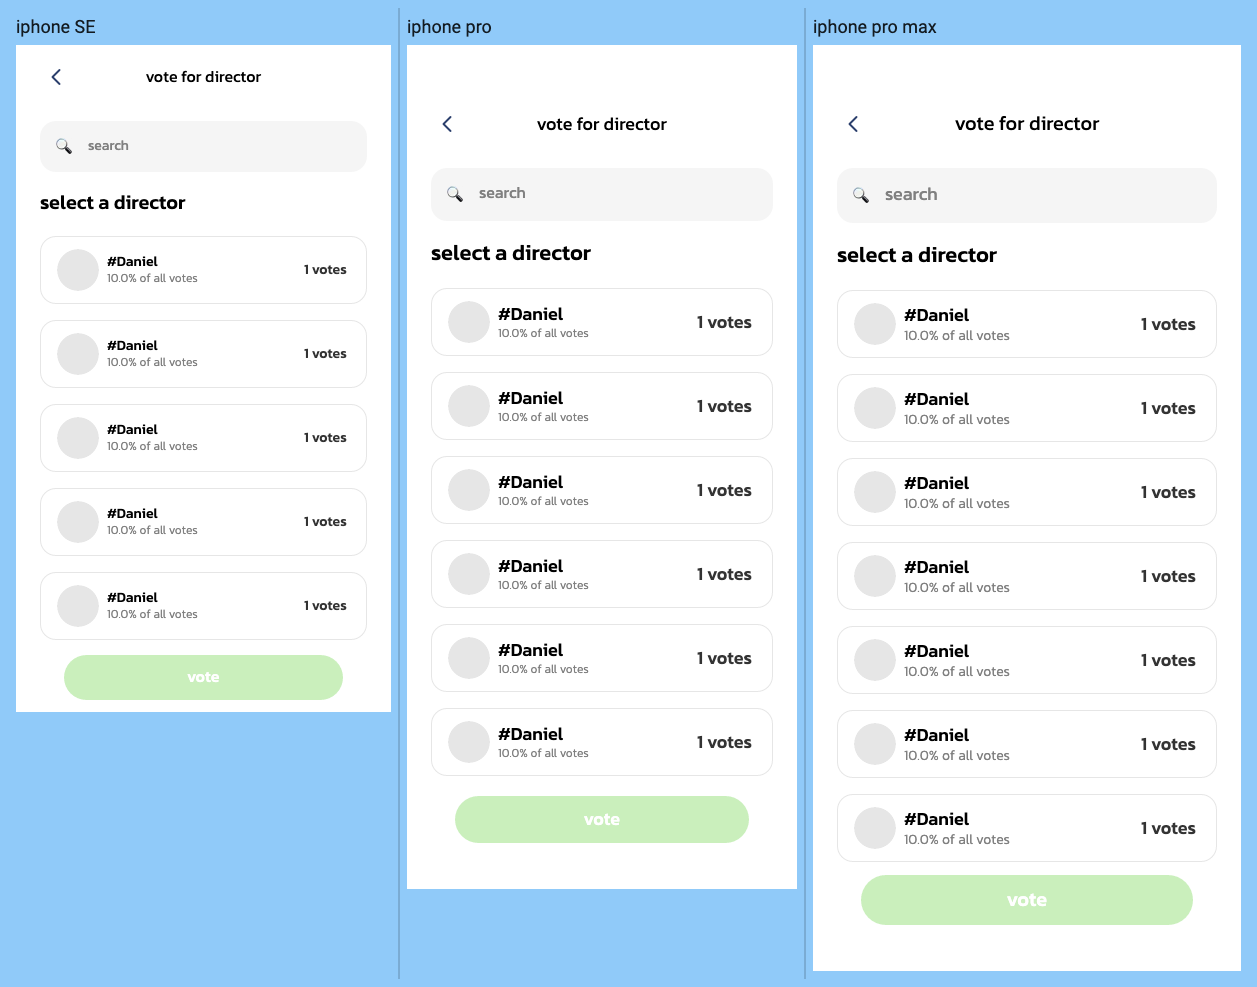 iphone SE
vote for director
search
select a director
#Daniel
10.0% of all votes
1 votes
#Daniel
10.0% of all votes
1 votes
#Daniel
10.0% of all votes
1 votes
#Daniel
10.0% of all votes
1 votes
#Daniel
10.0% of all votes
1 votes
vote
iphone pro
vote for director
search
select a director
#Daniel
10.0% of all votes
1 votes
#Daniel
10.0% of all votes
1 votes
#Daniel
10.0% of all votes
1 votes
#Daniel
10.0% of all votes
1 votes
#Daniel
10.0% of all votes
1 votes
#Daniel
10.0% of all votes
1 votes
vote
iphone pro max
vote for director
search
select a director
#Daniel
10.0% of all votes
1 votes
#Daniel
10.0% of all votes
1 votes
#Daniel
10.0% of all votes
1 votes
#Daniel
10.0% of all votes
1 votes
#Daniel
10.0% of all votes
1 votes
#Daniel
10.0% of all votes
1 votes
#Daniel
10.0% of all votes
1 votes
vote